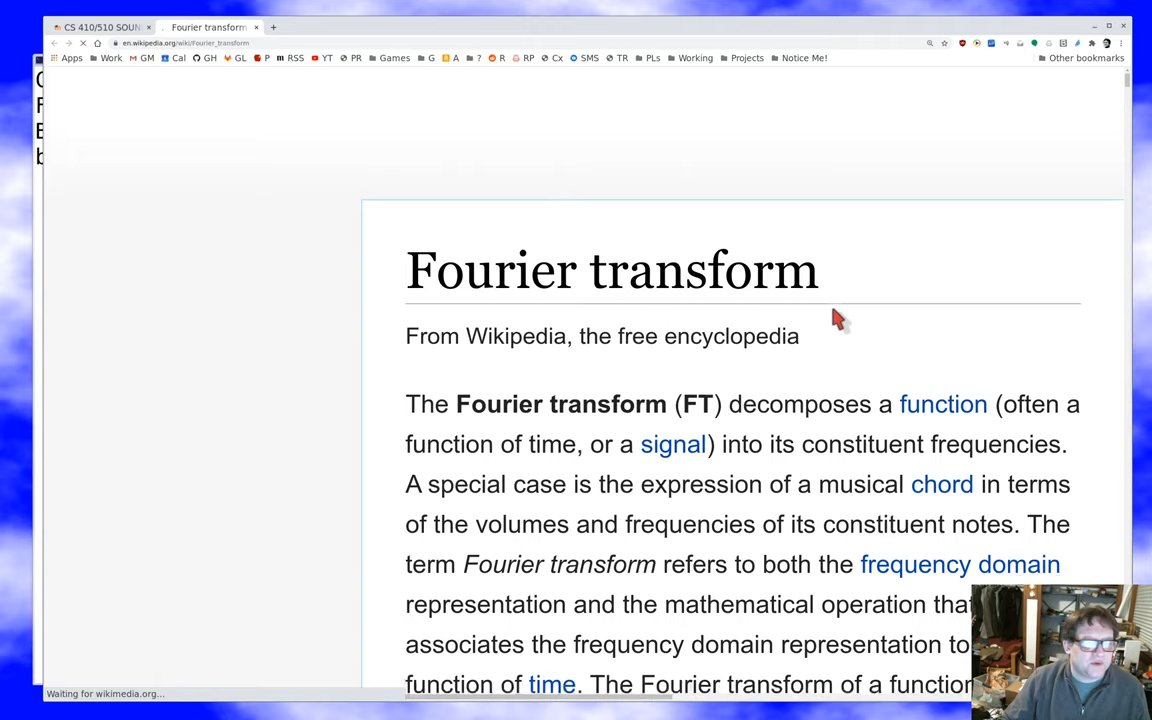 CS 410/510 SOUN
Fourier transform
en.wikipedia.org/wiki/Fourier_transform
Apps Work GM Cal GH GL P RSS YT PR Games G A ? R RP Cx SMS TR PLs Working Projects Notice Me! Other bookmarks
Fourier transform
From Wikipedia, the free encyclopedia
The Fourier transform (FT) decomposes a function (often a
function of time, or a signal) into its constituent frequencies.
A special case is the expression of a musical chord in terms
of the volumes and frequencies of its constituent notes. The
term Fourier transform refers to both the frequency domain
representation and the mathematical operation that
associates the frequency domain representation to
function of time. The Fourier transform of a function
Waiting for wikimedia.org...